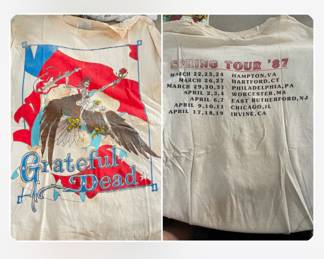 Grateful
Dead
SPRING TOUR '87
MARCH 22,23,24 HAMPTON, VA
MARCH 26,27 HARTFORD, CT
MARCH 29,30,31 PHILADELPHIA, PA
APRIL 2,3,4 WORCESTER, MA
APRIL 6,7 EAST RUTHERFORD, NJ
APRIL 9,10,11 CHICAGO, IL
APRIL 17,18,19 IRVINE, CA